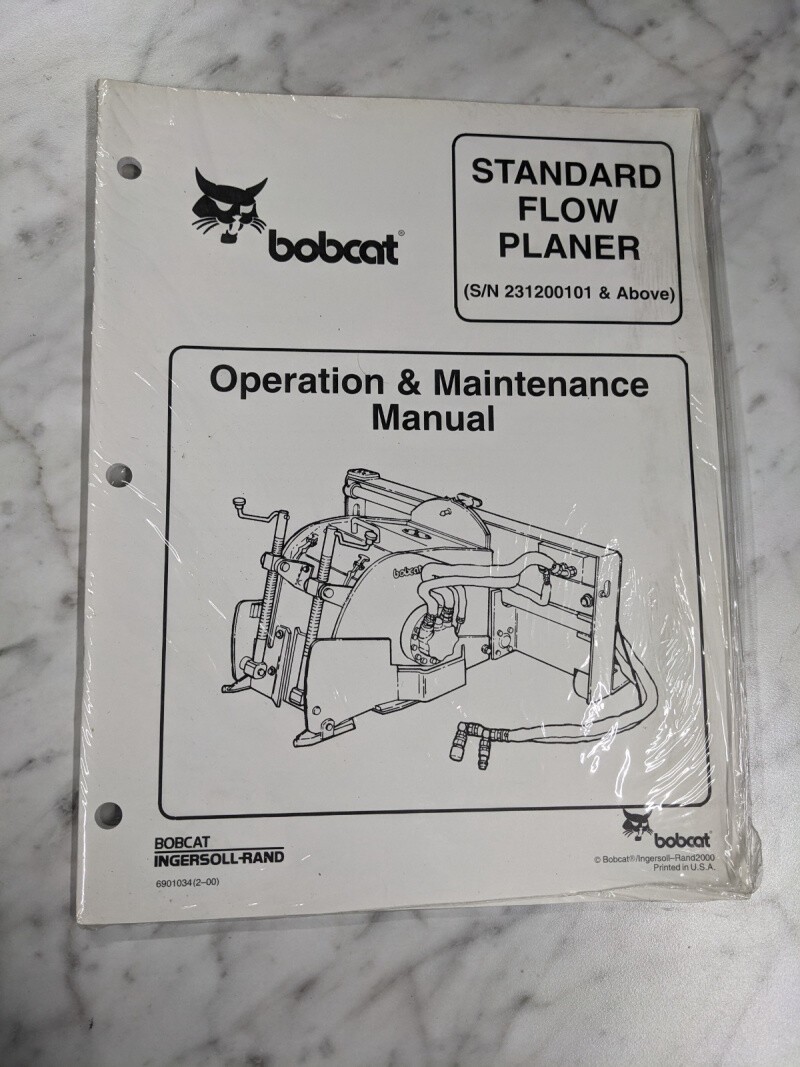 bobcat®
STANDARD
FLOW
PLANER
(S/N 231200101 & Above)
Operation & Maintenance
Manual
bobcat
BOBCAT
INGERSOLL-RAND
6901034 (2–00)
bobcat®
© Bobcat®/Ingersoll–Rand2000
Printed in U.S.A.